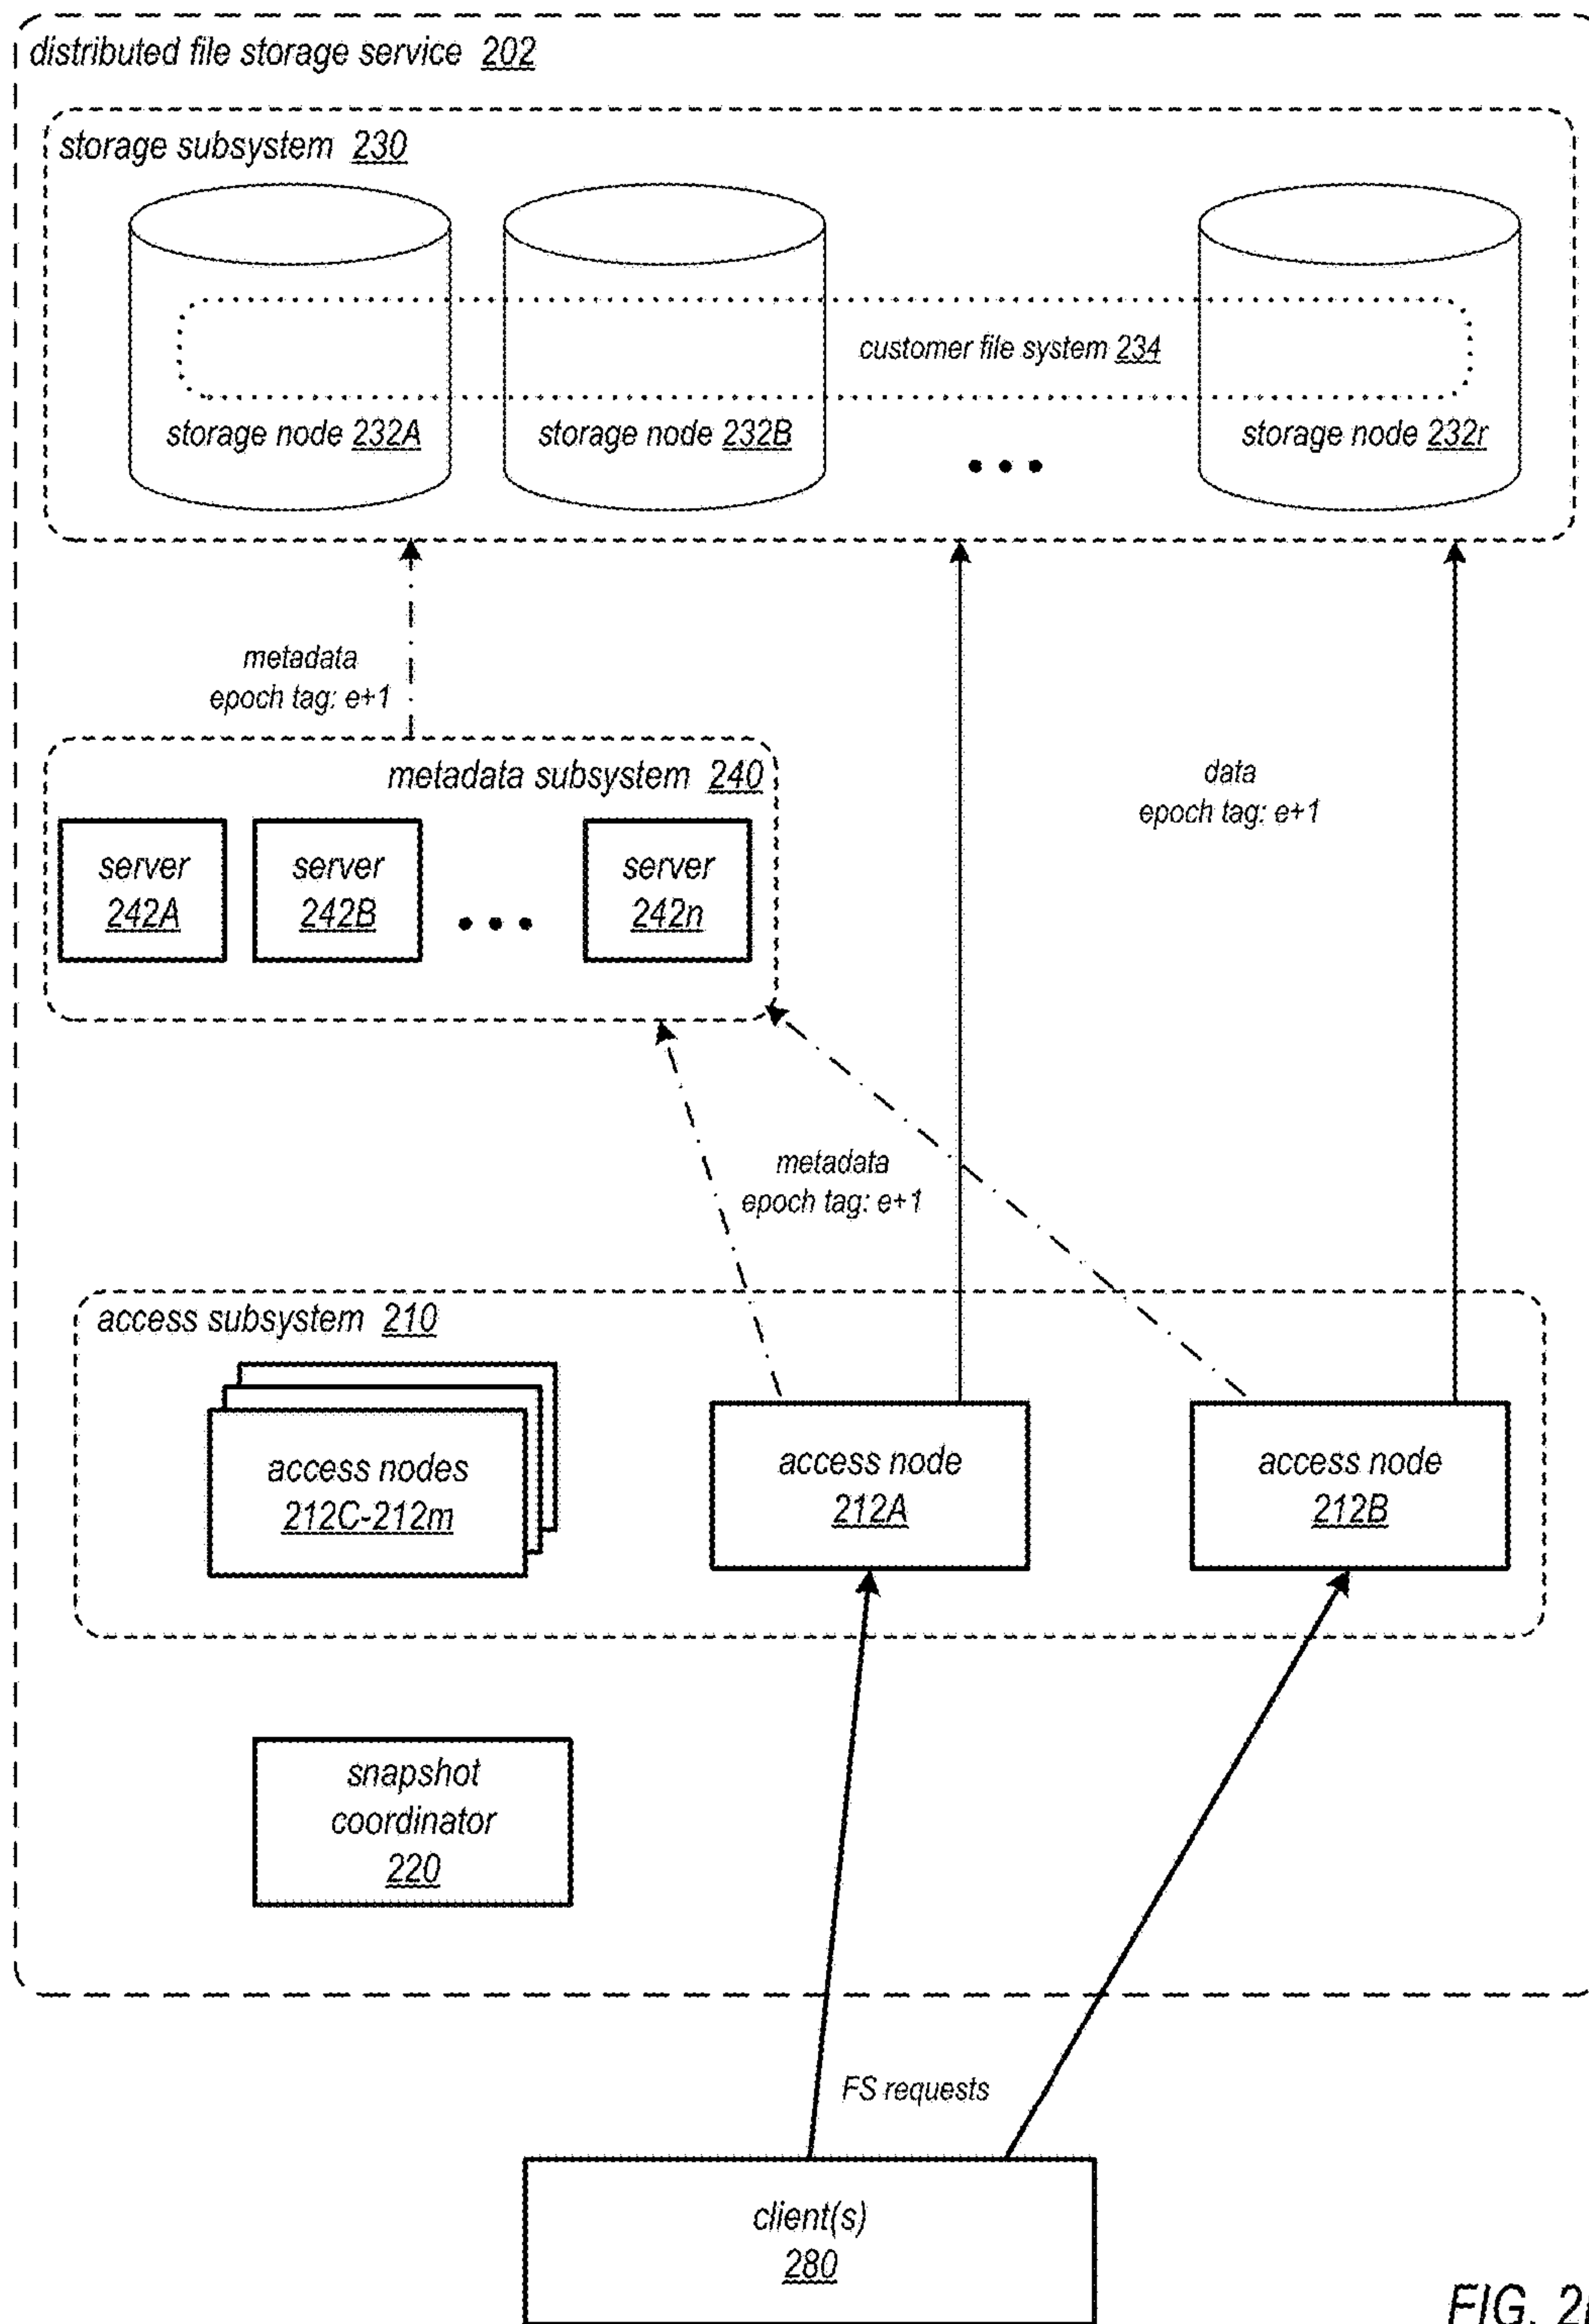 distributed file storage service 202
storage subsystem 230
customer file system 234
storage node 232A
storage node 232B
storage node 232r
metadata
epoch tag: e+1
metadata subsystem 240
data
epoch tag: e+1
server
242A
server
242B
server
242n
metadata
epoch tag: e+1
access subsystem 210
access nodes
212C-212m
access node
212A
access node
212B
snapshot
coordinator
220
FS requests
client(s)
280
FIG.